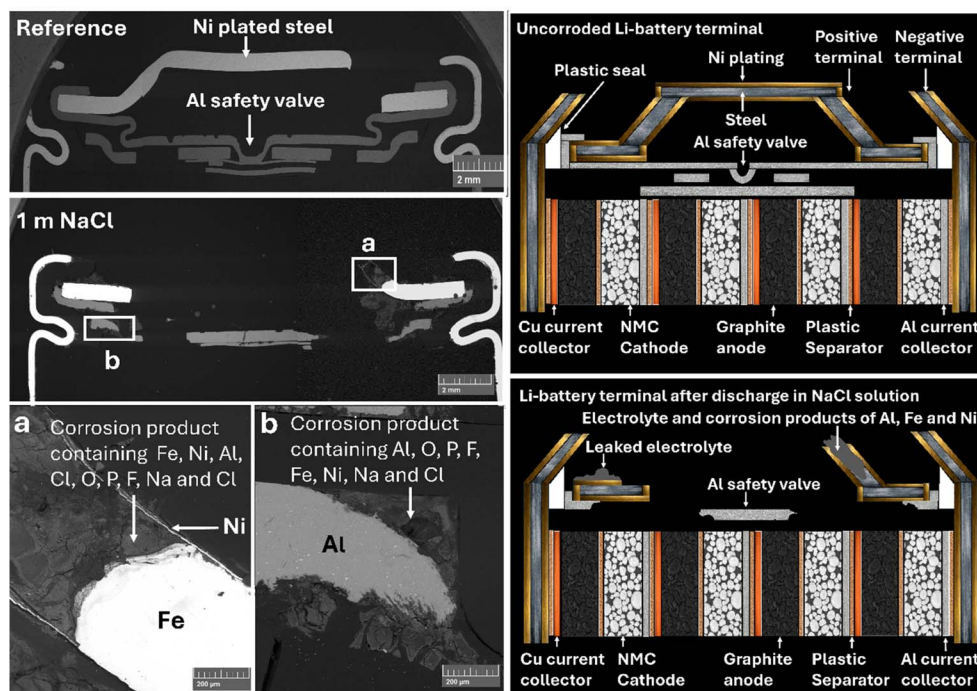 Reference
Ni plated steel
Al safety valve
2 mm
1 m NaCl
a
b
2 mm
a
Corrosion product
containing Fe, Ni, Al,
Cl, O, P, F, Na and Cl
Ni
Fe
200 μm
b
Corrosion product
containing Al, O, P, F,
Fe, Ni, Na and Cl
Al
200 μm
Uncorroded Li-battery
terminal
Plastic seal
Ni plating
Positive
terminal
Negative
terminal
Steel
Al safety valve
Cu current
collector
NMC
Cathode
Graphite
anode
Plastic
Separator
Al current
collector
Li-battery terminal after discharge in NaCl solution
Electrolyte and corrosion products of Al, Fe and Ni
Leaked electrolyte
Al safety valve
Cu current
collector
NMC
Cathode
Graphite
anode
Plastic
Separator
Al current
collector